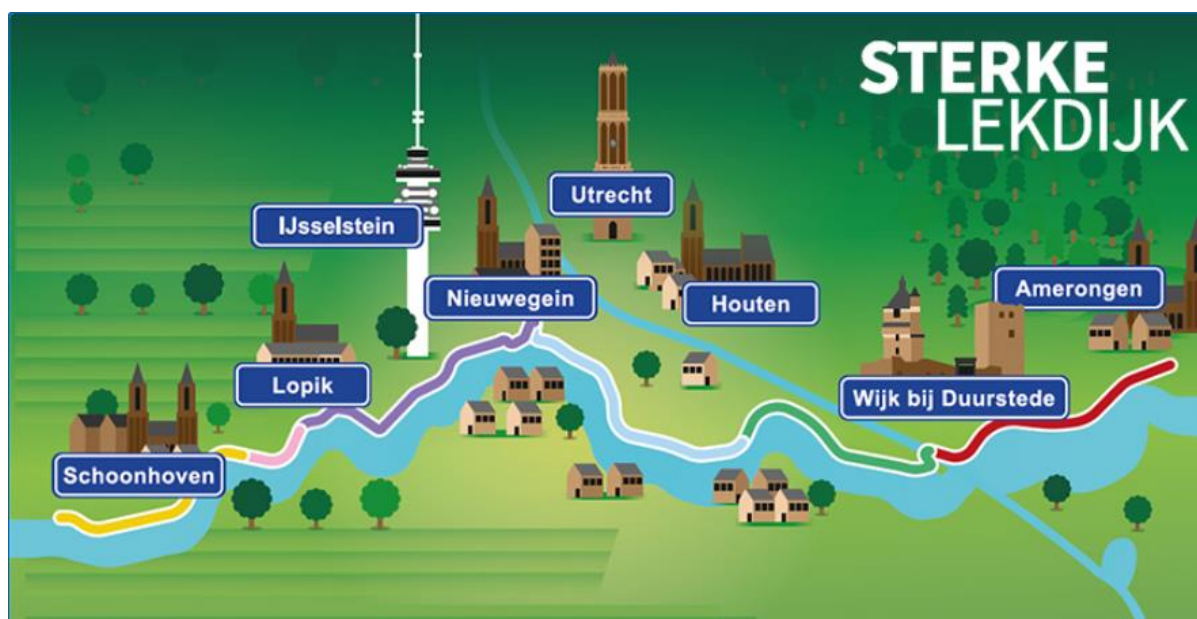 STERKE
LEKDIJK
Utrecht
IJsselstein
Nieuwegein
Houten
Amerongen
Lopik
Wijk bij Duurstede
Schoonhoven